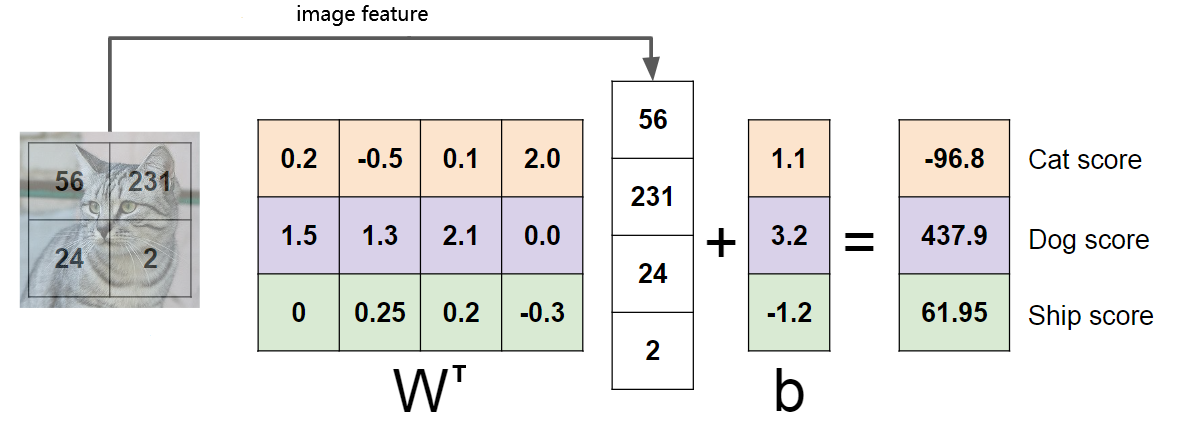 image feature
56 231
24 2
0.2 -0.5 0.1 2.0
1.5 1.3 2.1 0.0
0 0.25 0.2 -0.3
Wᵀ
56
231
24
2
+
1.1
3.2
-1.2
b
=
-96.8 Cat score
437.9 Dog score
61.95 Ship score